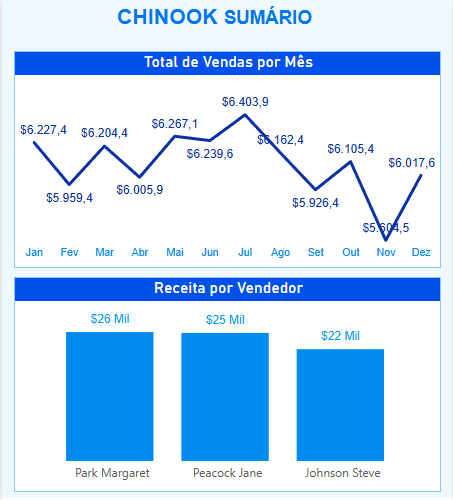 CHINOOK SUMÁRIO
Total de Vendas por Mês
$6.227,4 $5.959,4 $6.204,4 $6.005,9 $6.267,1 $6.239,6 $6.403,9 $6.162,4 $5.926,4 $6.105,4 $5.604,5 $6.017,6
Jan Fev Mar Abr Mai Jun Jul Ago Set Out Nov Dez
Receita por Vendedor
$26 Mil $25 Mil $22 Mil
Park Margaret Peacock Jane Johnson Steve